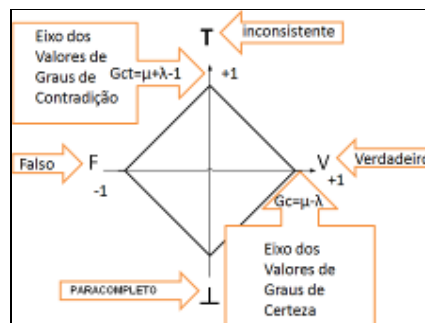 T
inconsistente
Eixo dos
Valores de
Graus de
Contradição
Gct=μ+λ-1
+1
Falso
F
-1
V
+1
Verdadeiro
Gc=μ-λ
Eixo dos
Valores de
Graus de
Certeza
PARACOMPLETO
⊥